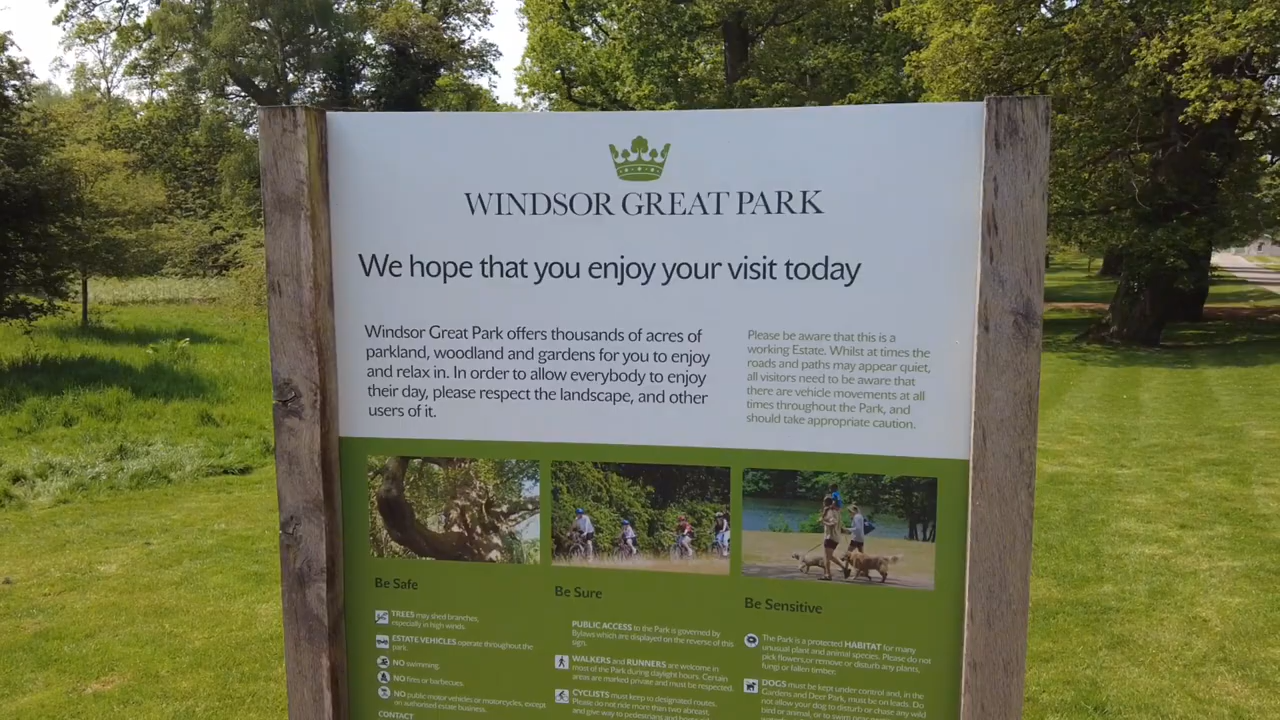 WINDSOR GREAT PARK
We hope that you enjoy your visit today
Windsor Great Park offers thousands of acres of
parkland, woodland and gardens for you to enjoy
and relax in. In order to allow everybody to enjoy
their day, please respect the landscape, and other
users of it.
Please be aware that this is a
working Estate. Whilst at times the
roads and paths may appear quiet,
all visitors need to be aware that
there are vehicle movements at all
times throughout the Park, and
should take appropriate caution.
Be Safe
TREES may shed branches,
especially in high winds.
ESTATE VEHICLES operate throughout the
park.
NO swimming.
NO fires or barbecues.
NO public motor vehicles or motorcycles, except
on authorised estate business.
CONTACT
Be Sure
PUBLIC ACCESS to the Park is governed by
Bylaws which are displayed on the reverse of this
sign.
WALKERS and RUNNERS are welcome in
most of the Park during daylight hours. Certain
areas are marked private and must be respected.
CYCLISTS must keep to designated routes.
Please do not ride more than two abreast,
and give way to pedestrians and
Be Sensitive
The Park is a protected HABITAT for many
unusual plant and animal species. Please do not
pick flowers,or remove or disturb any plants,
fungi or fallen timber.
DOGS must be kept under control and, in the
Gardens and Deer Park, must be on leads. Do
not allow your dog to disturb or chase any wild
bird or animal, or to swim near